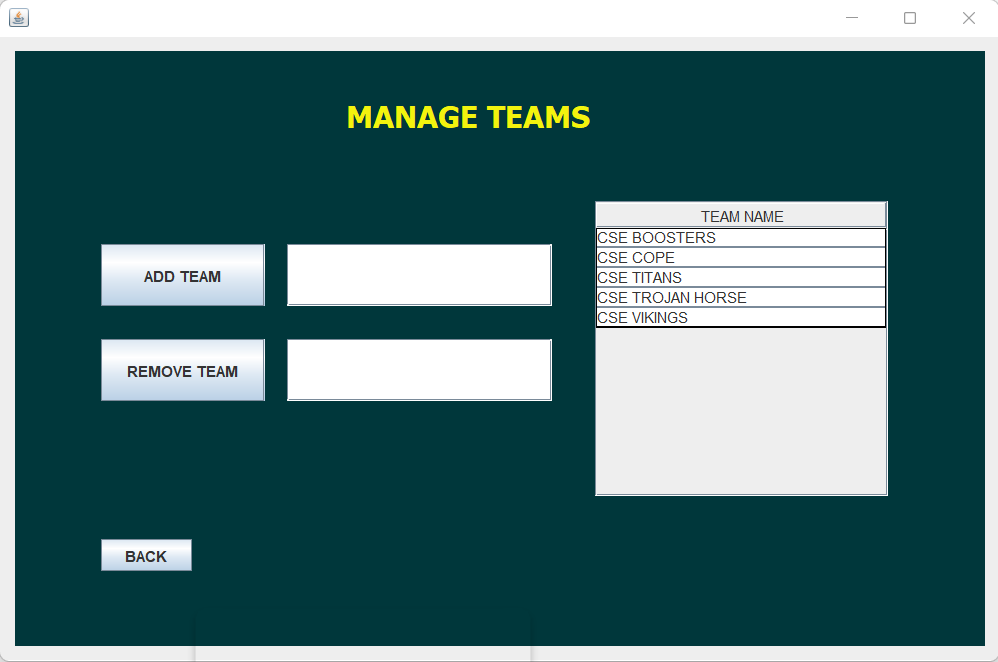 MANAGE TEAMS
ADD TEAM
REMOVE TEAM
TEAM NAME
CSE BOOSTERS
CSE COPE
CSE TITANS
CSE TROJAN HORSE
CSE VIKINGS
BACK